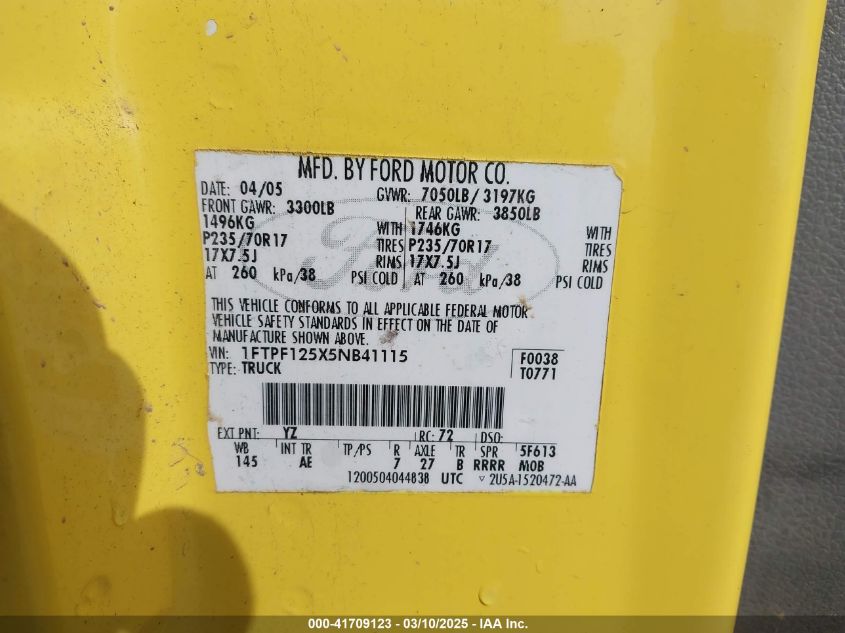 MFD. BY FORD MOTOR CO.
DATE: 04/05 GVWR: 7050LB / 3197KG
FRONT GAWR: 3300LB REAR GAWR: 3850LB
1496KG WITH 1746KG WITH
P235/70R17 TIRES P235/70R17 TIRES
17X7.5J RIMS 17X7.5J RIMS
AT 260 kPa/38 PSI COLD AT 260 kPa/38 PSI COLD
Ford
THIS VEHICLE CONFORMS TO ALL APPLICABLE FEDERAL MOTOR
VEHICLE SAFETY STANDARDS IN EFFECT ON THE DATE OF
MANUFACTURE SHOWN ABOVE.
VIN: 1FTPF125X5NB41115 F0038
TYPE: TRUCK T0771
EXT PNT: YZ RC: 72 DSO:
WB INT TR TP/PS R AXLE TR SPR 5F613
145 AE 7 27 B RRRR MOB
1200504044838 UTC ▿ 2U5A-1520472-AA
000-41709123 - 03/10/2025 - IAA Inc.